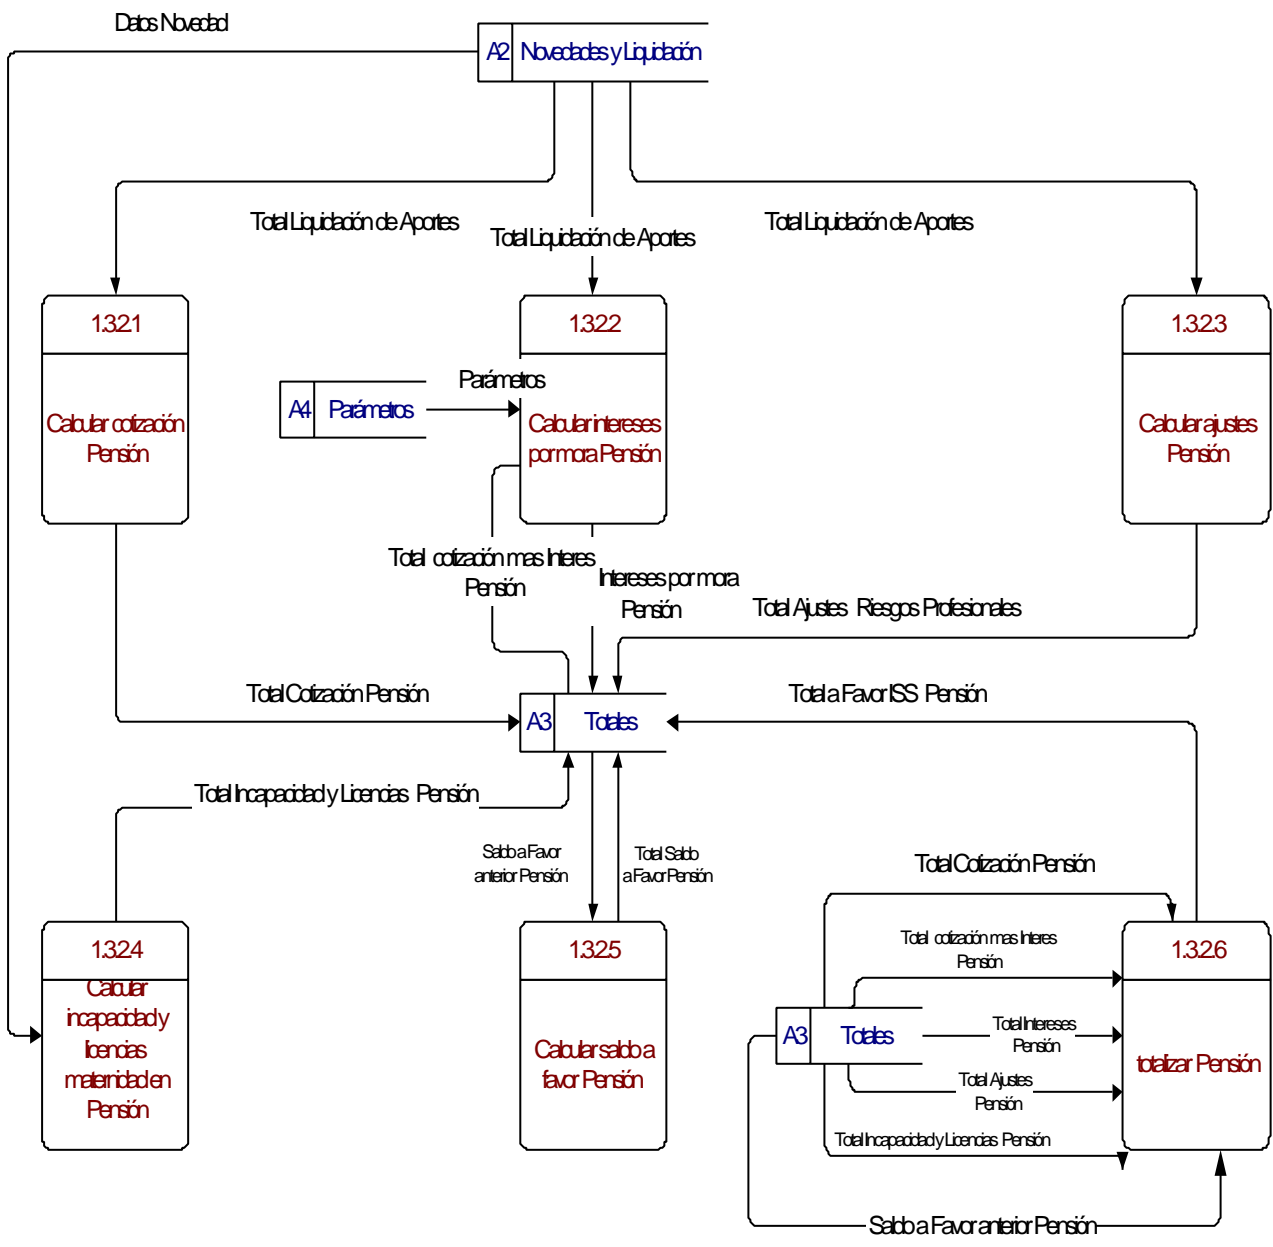 Datos Novedad
A2 Novedades y Liquidación
Total Liquidación de Aportes
Total Liquidación de Aportes
Total Liquidación de Aportes
1.3.2.1
Calcular cotización
Pensión
1.3.2.2
Calcular intereses
por mora Pensión
1.3.2.3
Calcular ajustes
Pensión
Parámetros
A4 Parámetros
Total cotización mas Interes
Pensión
Intereses por mora
Pensión
Total Ajustes Riesgos Profesionales
Total Cotización Pensión
A3 Totales
Total a Favor ISS Pensión
Total Incapacidad y Licencias Pensión
Saldo a Favor
anterior Pensión
Total Saldo
a Favor Pensión
1.3.2.4
Calcular
incapacidad y
licencias
maternidad en
Pensión
1.3.2.5
Calcular saldo a
favor Pensión
Total Cotización Pensión
Total cotización mas Interes
Pensión
A3 Totales
Total Intereses
Pensión
Total Ajustes
Pensión
Total Incapacidad y Licencias Pensión
Saldo a Favor anterior Pensión
1.3.2.6
totalizar Pensión